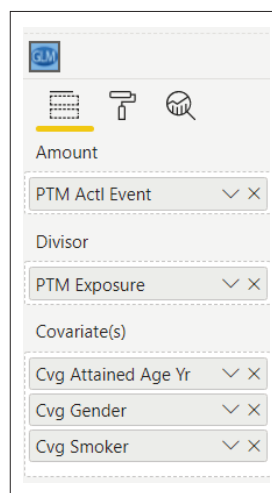 GLM
Amount
PTM Actl Event
Divisor
PTM Exposure
Covariate(s)
Cvg Attained Age Yr
Cvg Gender
Cvg Smoker